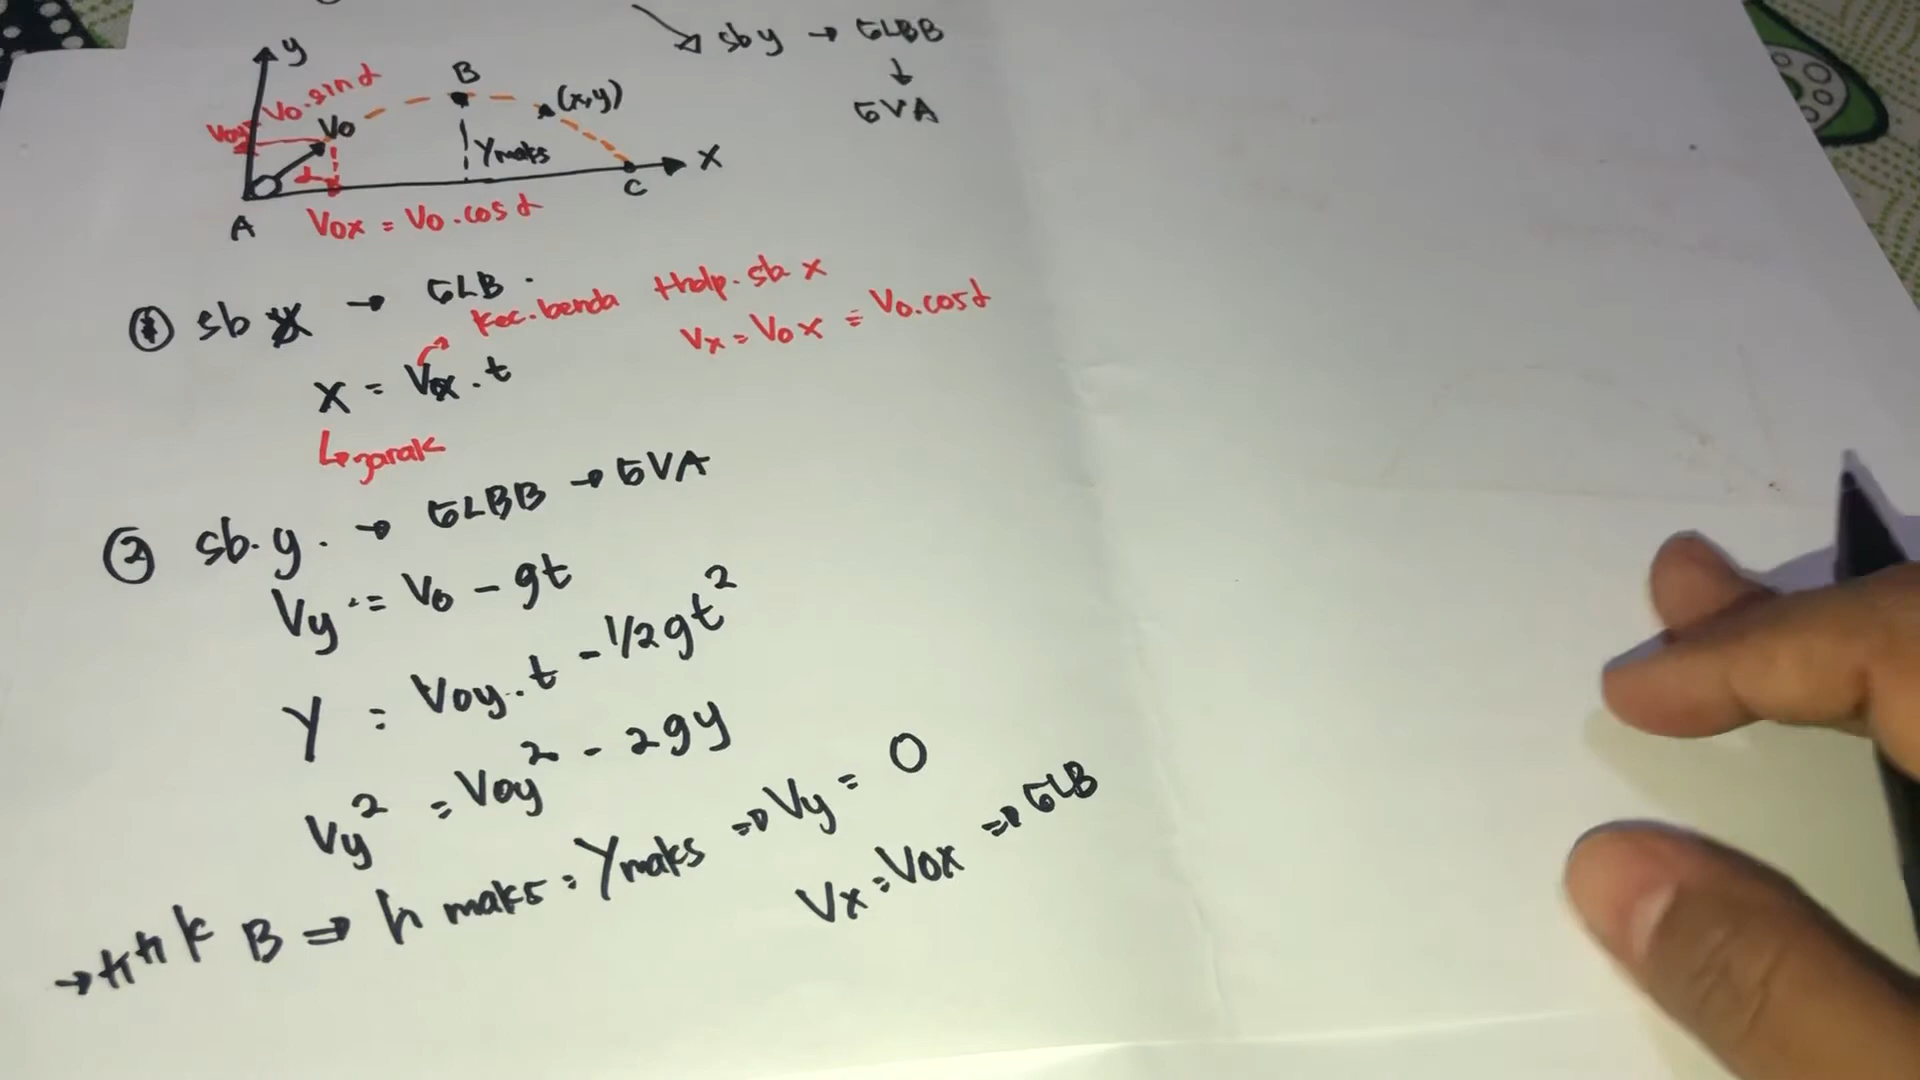 sb y → GLBB
↓
GVA
y
Vo.sin α
Voy
Vo
B
(x,y)
Ymaks
x
α
A
C
Vox = Vo.cos α
① sb x → GLB.
kec.benda thdp. sb x
Vx = Vox = Vo.cos α
X = Vox.t
↳ jarak
② sb.y. → GLBB → GVA
Vy = Vo - gt
Y = Voy.t - 1/2gt²
Vy² = Voy² - 2gy
→ ttk B ⇒ h maks = Ymaks ⇒ Vy = 0
Vx = Vox ⇒ GLB